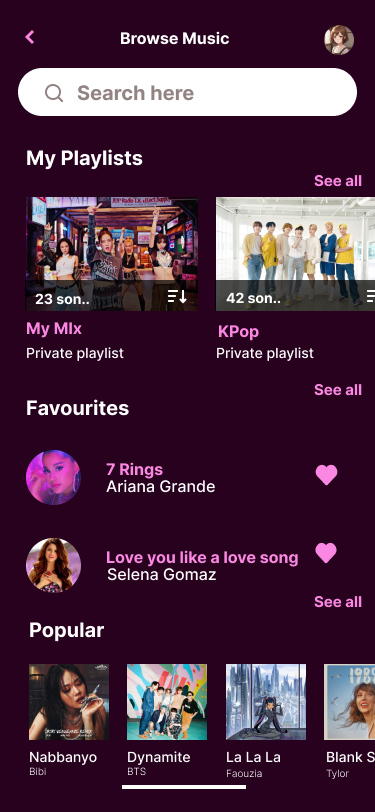 Browse Music
Search here
My Playlists
See all
23 son..
42 son..
My MIx
KPop
Private playlist
Private playlist
See all
Favourites
7 Rings
Ariana Grande
Love you like a love song
Selena Gomaz
See all
Popular
Nabbanyo
Dynamite
La La La
Blank S
Bibi
BTS
Faouzia
Tylor